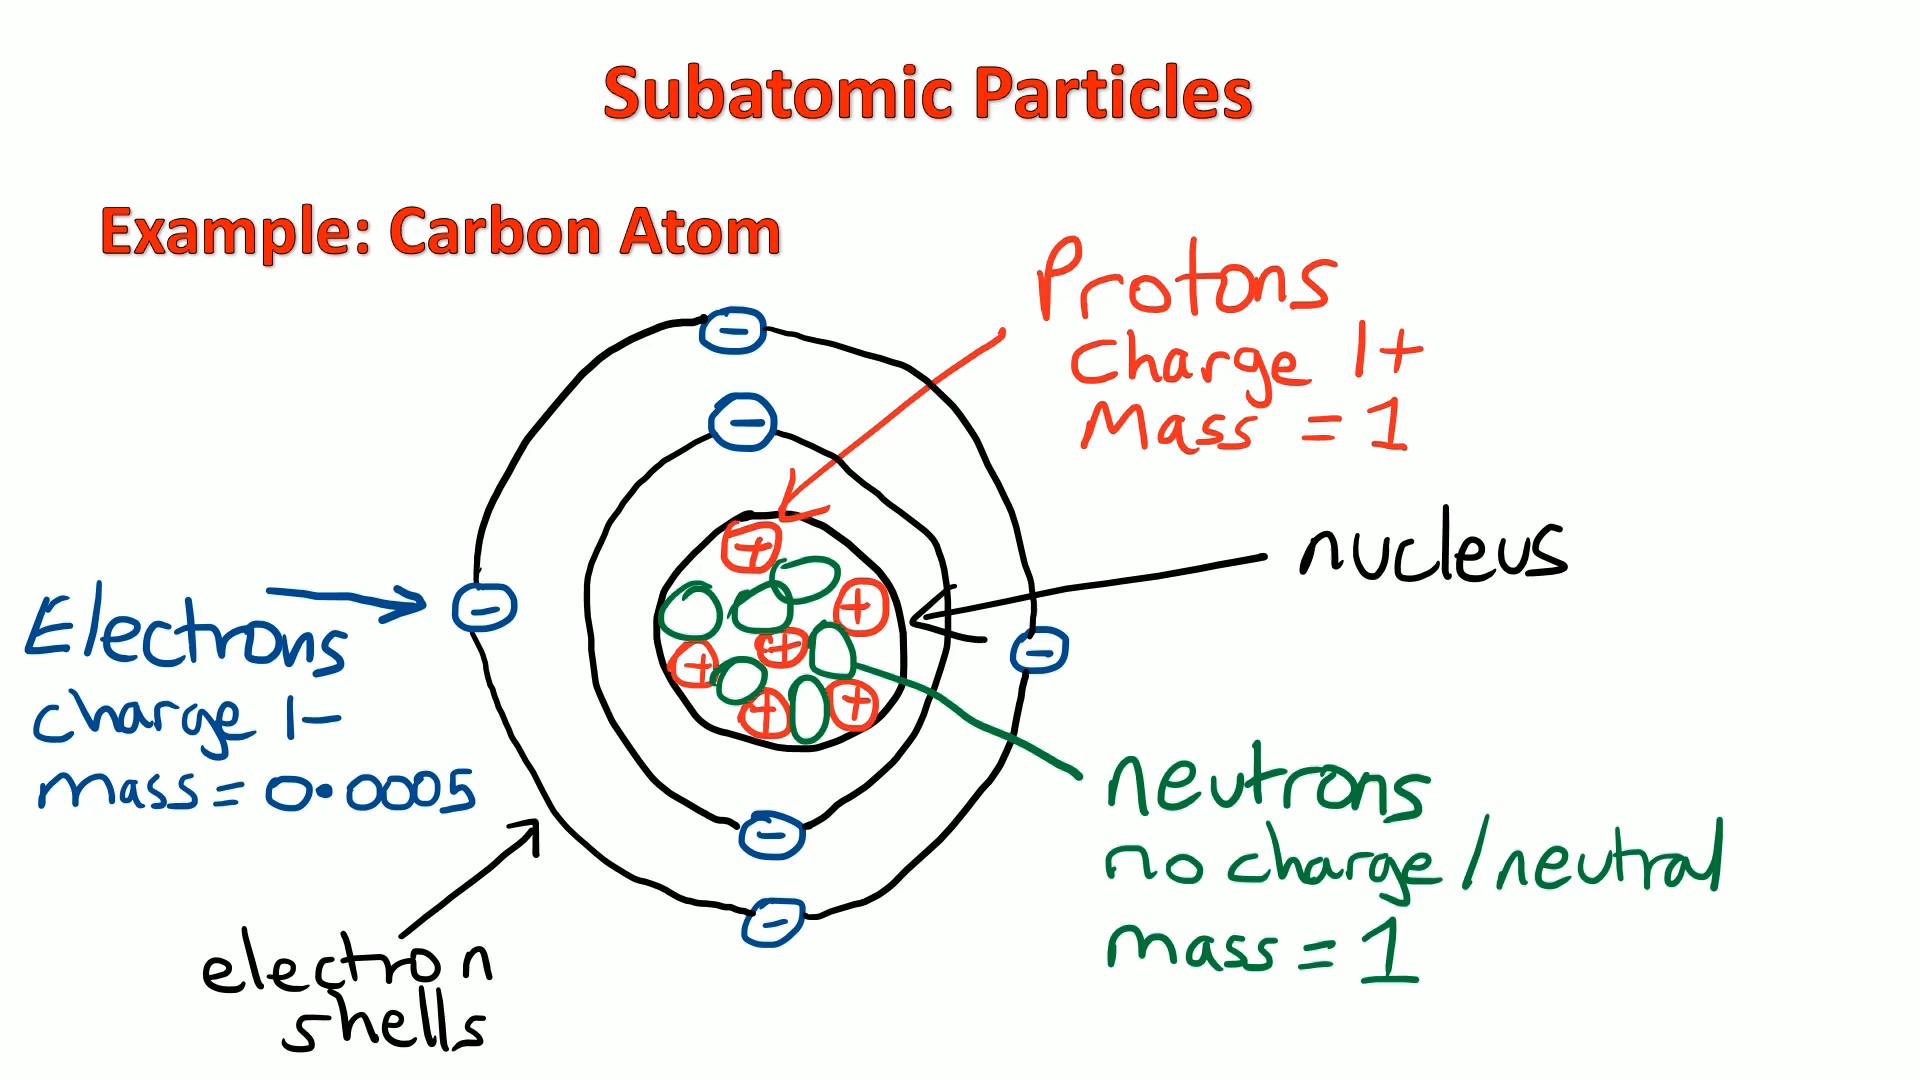 Subatomic Particles
Example: Carbon Atom
Protons
Charge 1+
Mass = 1
nucleus
Electrons
charge 1-
mass = 0.0005
neutrons
no charge/neutral
mass = 1
electron
shells
-
-
-
-
-
-
+
+
+
+
+
+